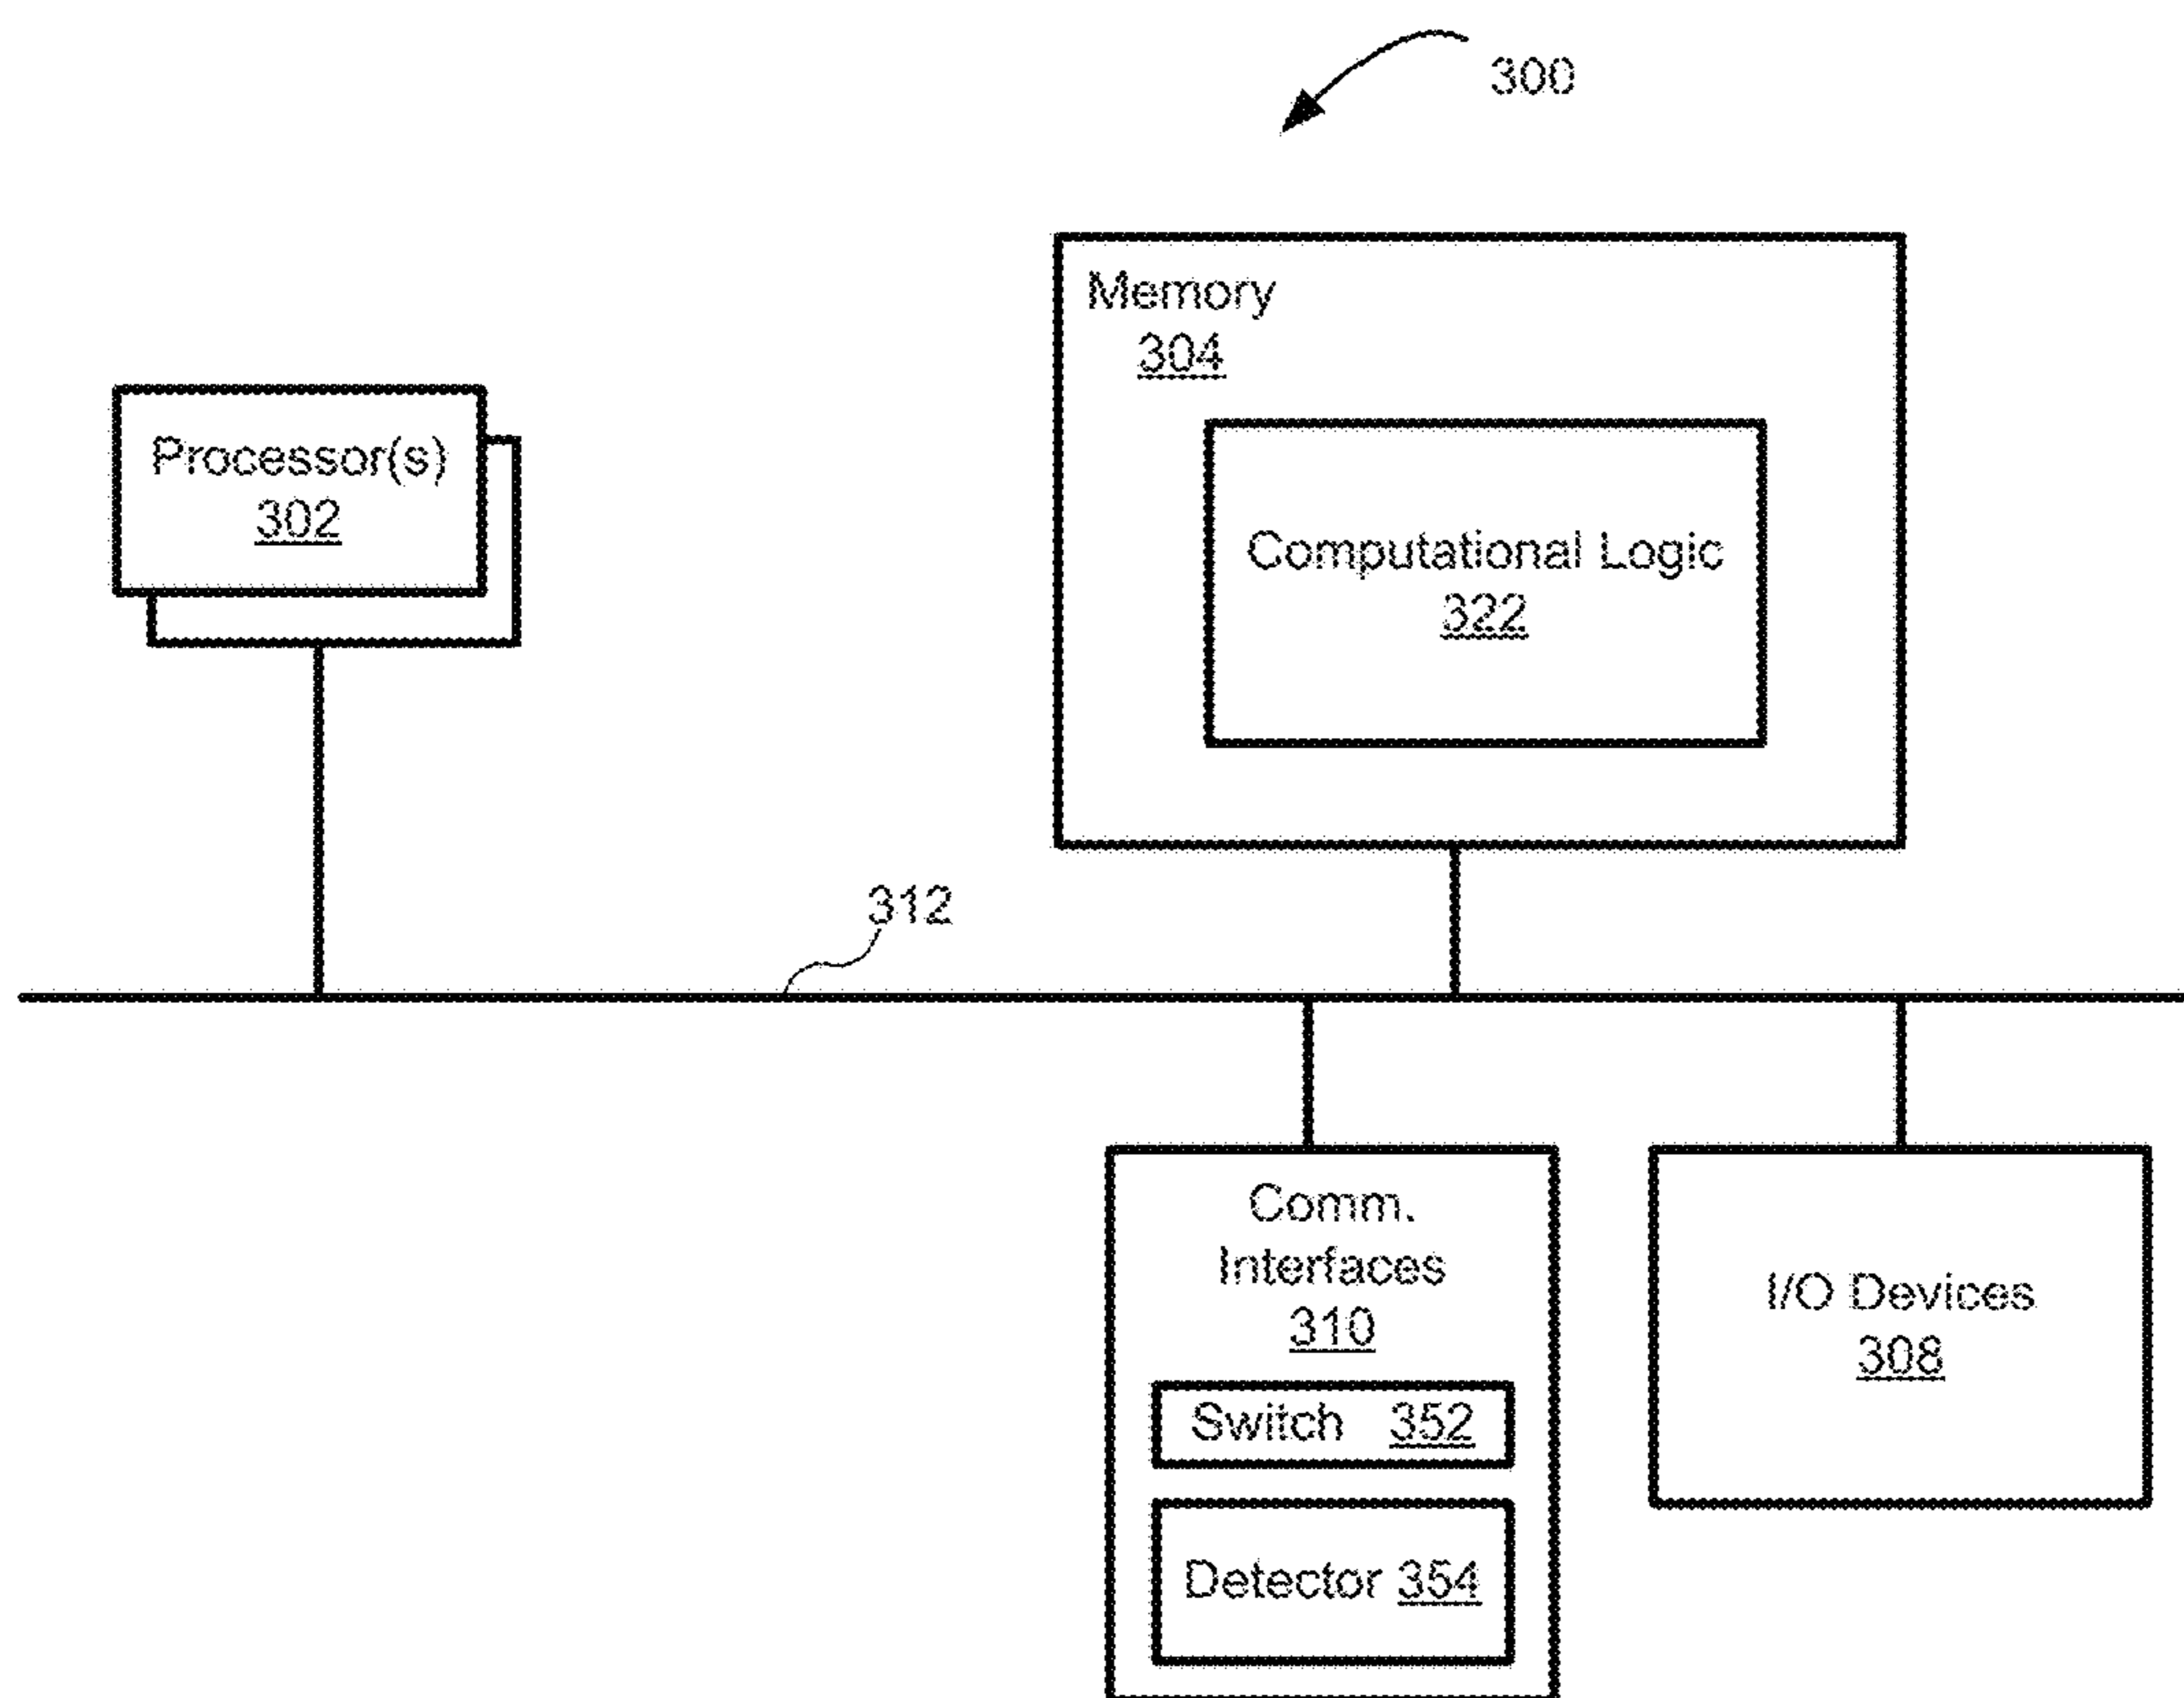 300
Memory
304
Processor(s)
302
Computational Logic
322
312
Comm.
Interfaces
310
Switch 352
Detector 354
I/O Devices
308